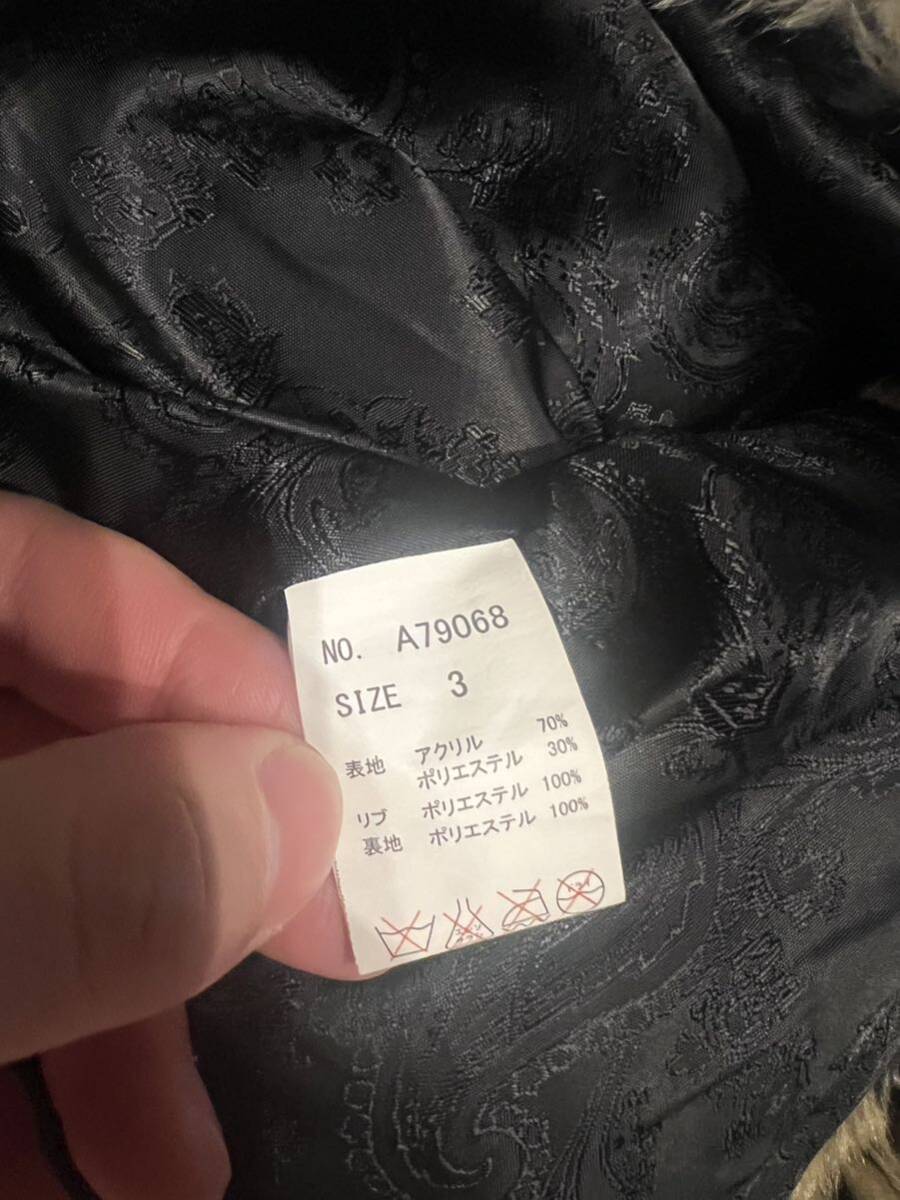 NO. A79068
SIZE 3
表地 アクリル 70%
ポリエステル 30%
リブ ポリエステル 100%
裏地 ポリエステル 100%